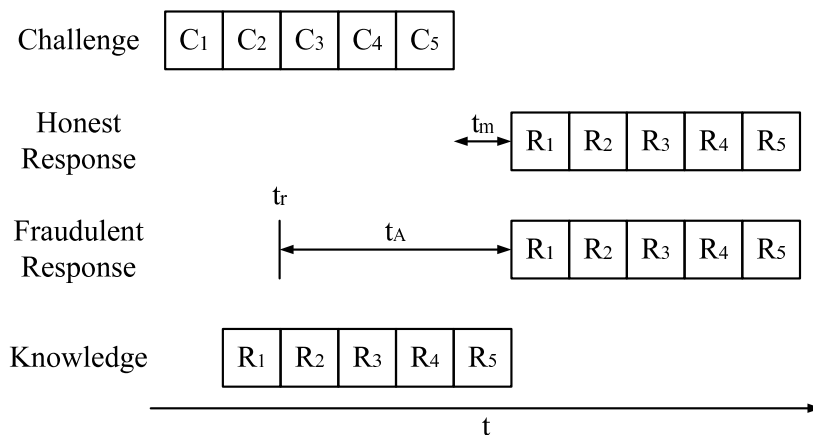 Challenge C1 C2 C3 C4 C5
Honest
Response
tm R1 R2 R3 R4 R5
tr
Fraudulent
Response
tA R1 R2 R3 R4 R5
Knowledge R1 R2 R3 R4 R5
t